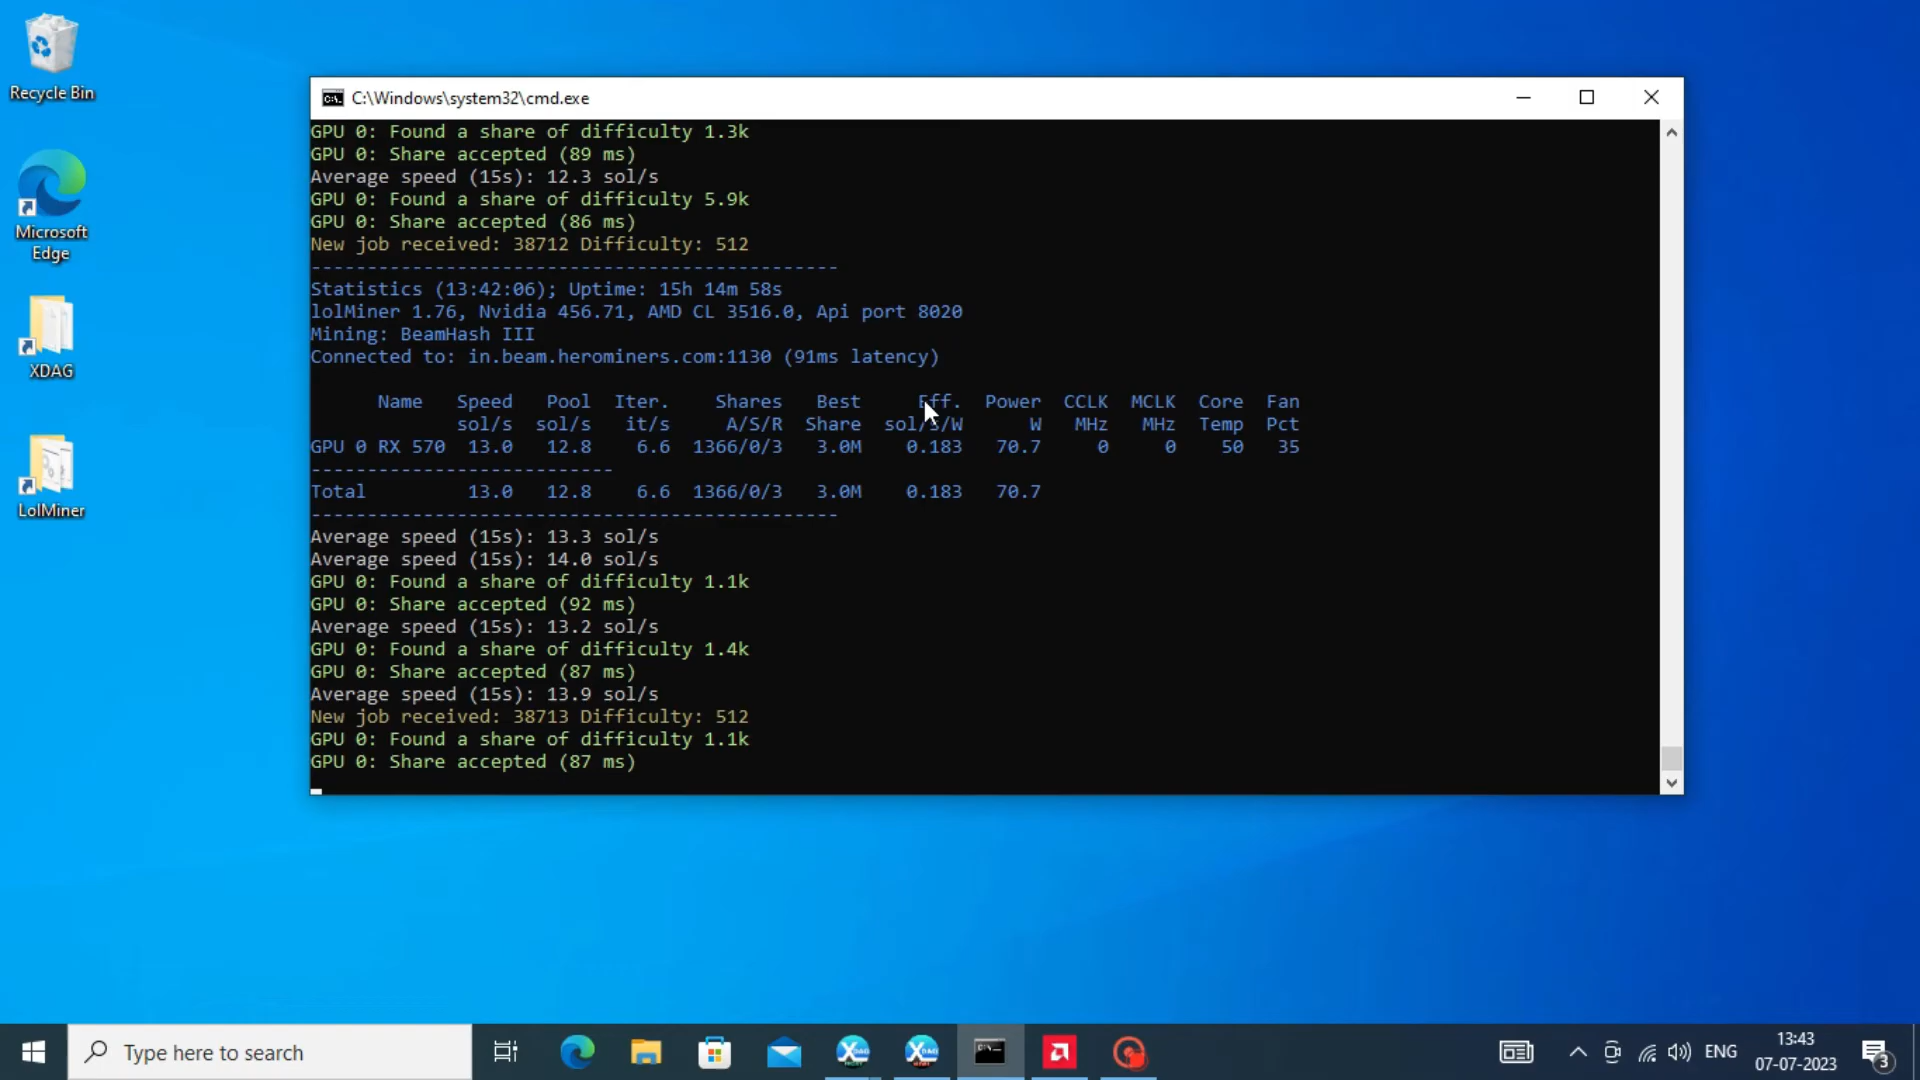 Recycle Bin
Microsoft
Edge
XDAG
LolMiner
C:\Windows\system32\cmd.exe
GPU 0: Found a share of difficulty 1.3k
GPU 0: Share accepted (89 ms)
Average speed (15s): 12.3 sol/s
GPU 0: Found a share of difficulty 5.9k
GPU 0: Share accepted (86 ms)
New job received: 38712 Difficulty: 512
-----------------------------------------------
Statistics (13:42:06); Uptime: 15h 14m 58s
lolMiner 1.76, Nvidia 456.71, AMD CL 3516.0, Api port 8020
Mining: BeamHash III
Connected to: in.beam.herominers.com:1130 (91ms latency)
Name Speed Pool Iter. Shares Best Eff. Power CCLK MCLK Core Fan
sol/s sol/s it/s A/S/R Share sol/s/W W MHz MHz Temp Pct
GPU 0 RX 570 13.0 12.8 6.6 1366/0/3 3.0M 0.183 70.7 0 0 50 35
---------------------------
Total 13.0 12.8 6.6 1366/0/3 3.0M 0.183 70.7
-----------------------------------------------
Average speed (15s): 13.3 sol/s
Average speed (15s): 14.0 sol/s
GPU 0: Found a share of difficulty 1.1k
GPU 0: Share accepted (92 ms)
Average speed (15s): 13.2 sol/s
GPU 0: Found a share of difficulty 1.4k
GPU 0: Share accepted (87 ms)
Average speed (15s): 13.9 sol/s
New job received: 38713 Difficulty: 512
GPU 0: Found a share of difficulty 1.1k
GPU 0: Share accepted (87 ms)
Type here to search
ENG
13:43
07-07-2023
3